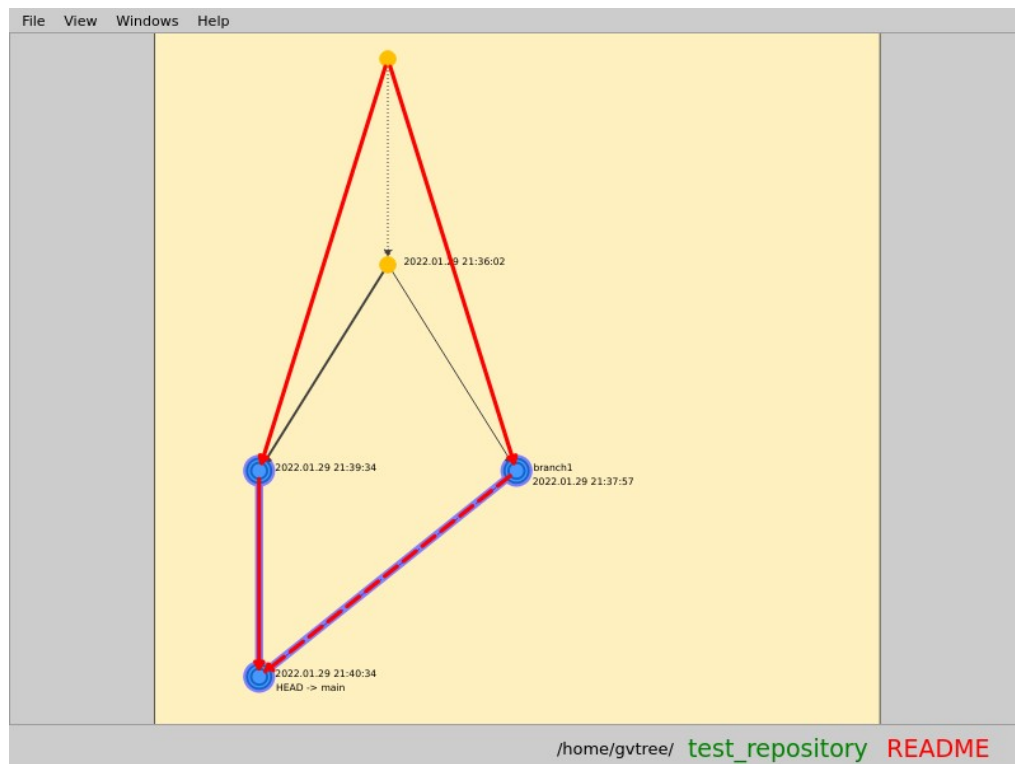 File View Windows Help
2022.01.29 21:36:02
2022.01.29 21:39:34
branch1
2022.01.29 21:37:57
2022.01.29 21:40:34
HEAD -> main
/home/gvtree/ test_repository README